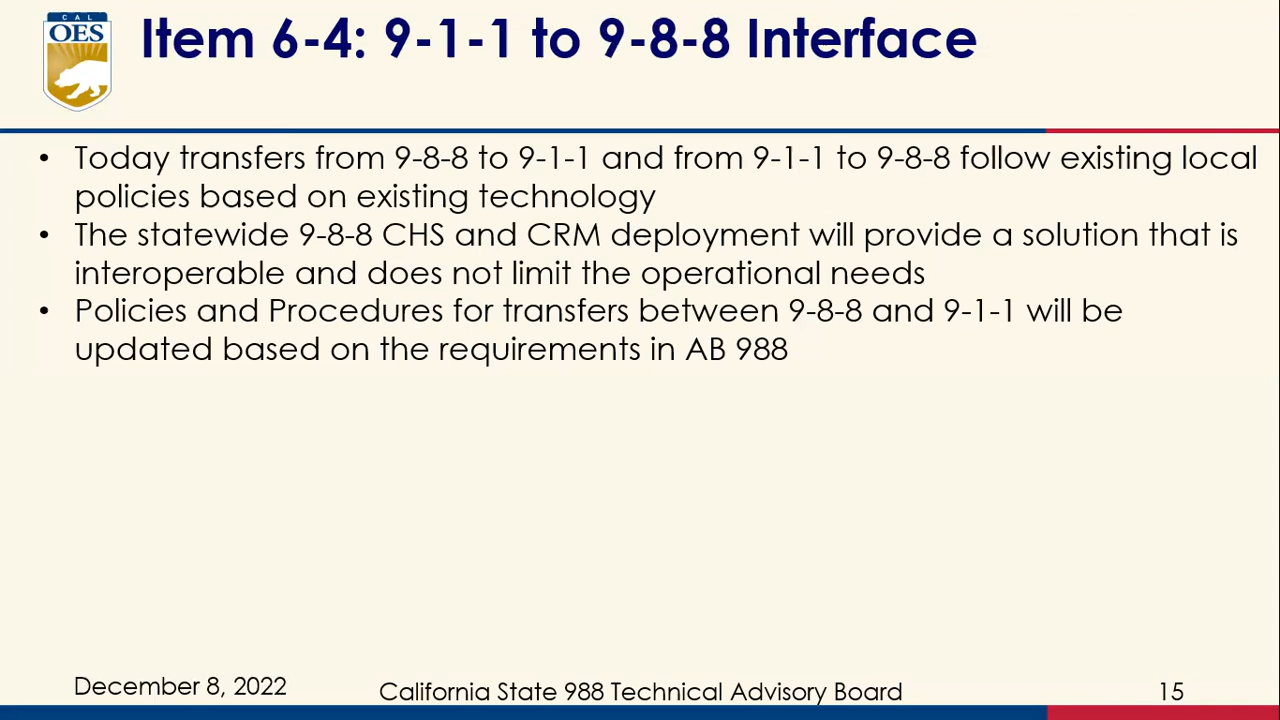 CAL
OES
Item 6-4: 9-1-1 to 9-8-8 Interface
• Today transfers from 9-8-8 to 9-1-1 and from 9-1-1 to 9-8-8 follow existing local
policies based on existing technology
• The statewide 9-8-8 CHS and CRM deployment will provide a solution that is
interoperable and does not limit the operational needs
• Policies and Procedures for transfers between 9-8-8 and 9-1-1 will be
updated based on the requirements in AB 988
December 8, 2022
California State 988 Technical Advisory Board
15